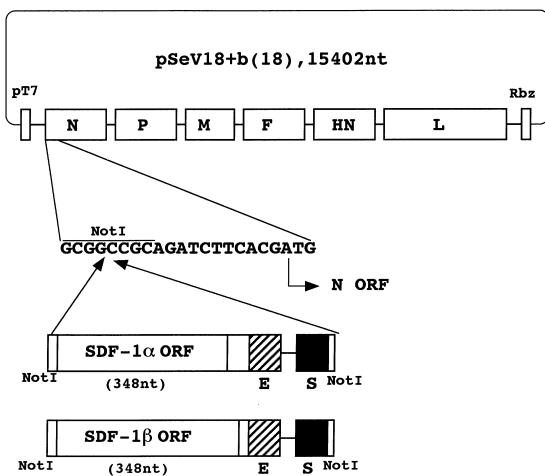 pSeV18+b(18),15402nt
pT7
Rbz
N P M F HN L
NotI
GCGGCCGCAGATCTTCACGATG
N ORF
SDF-1α ORF
NotI (348nt) E S NotI
SDF-1β ORF
NotI (348nt) E S NotI